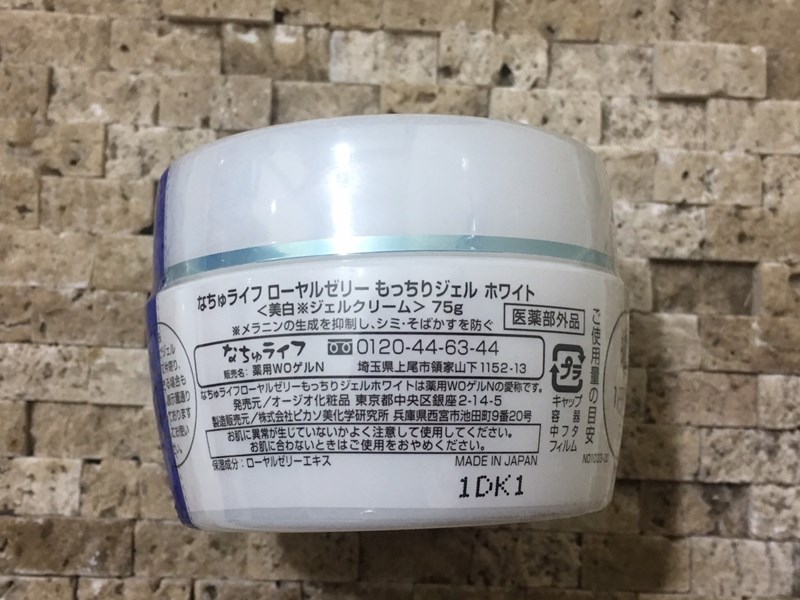 なちゅライフ ローヤルゼリー もっちりジェル ホワイト
＜美白※ジェルクリーム＞ 75g
※メラニンの生成を抑制し、シミ・そばかすを防ぐ
医薬部外品
なちゅライフ 0120-44-63-44
販売名：薬用WOゲルN 埼玉県上尾市領家山下1152-13
なちゅライフローヤルゼリーもっちりジェルホワイトは薬用WOゲルNの愛称です。
発売元／オージオ化粧品 東京都中央区銀座2-14-5
製造販売元／株式会社ピカソ美化学研究所 兵庫県西宮市池田町9番20号
お肌に異常が生じていないかよく注意して使用してください。
お肌に合わないときはご使用をおやめください。
保湿成分：ローヤルゼリーエキス
MADE IN JAPAN
1DK1
プラ
キャップ
容器
中フタ
フィルム
ご使用量の目安